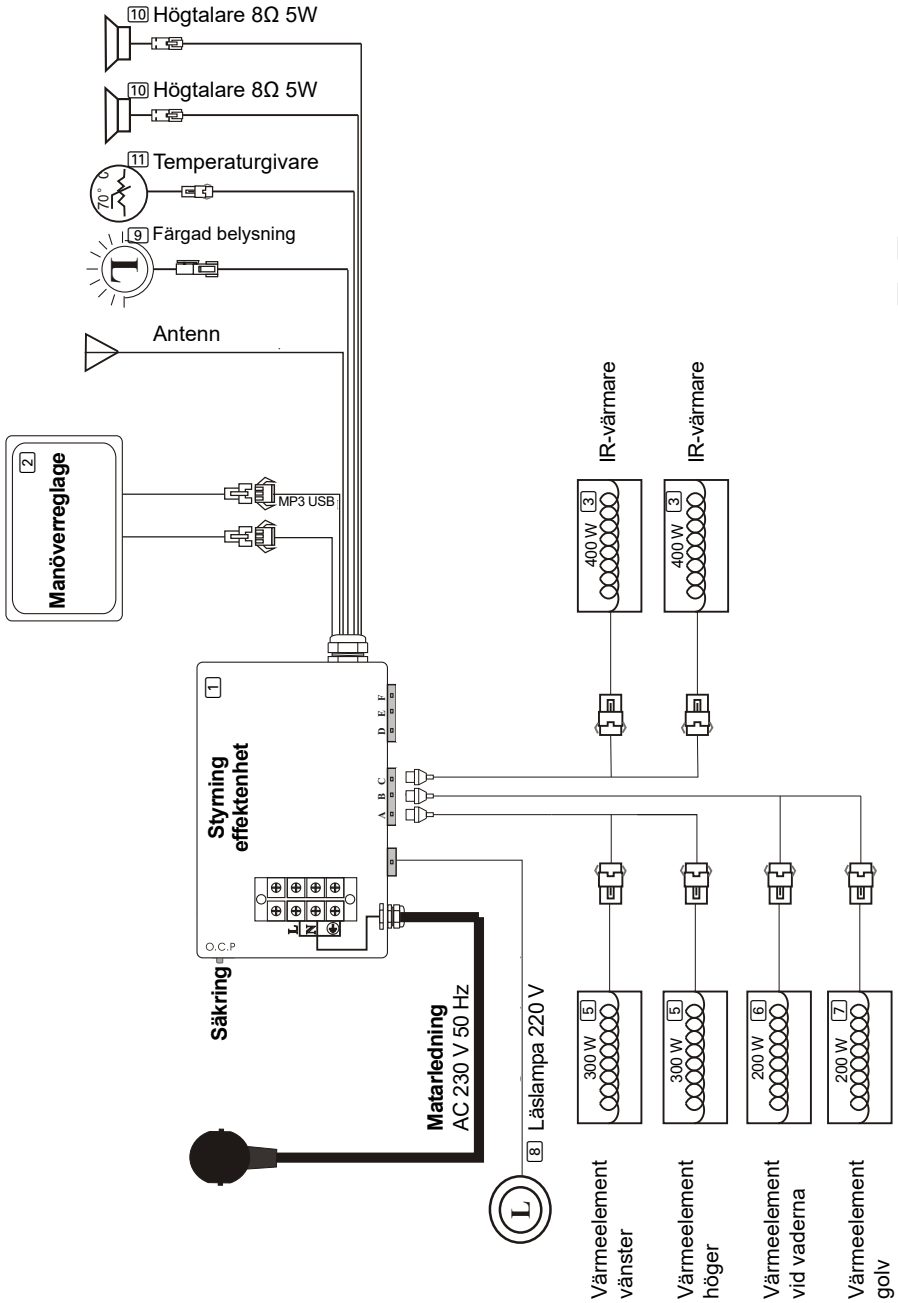 10 Högtalare 8Ω 5W
10 Högtalare 8Ω 5W
11 Temperaturgivare
70° C
9 Färgad belysning
L
Antenn
2
Manöverreglage
MP3 USB
1
Styrning
effektenhet
D E F
A B C
L
N
O.C.P
Säkring
Matarledning
AC 230 V 50 Hz
8 Läslampa 220 V
L
3
400 W
IR-värmare
3
400 W
IR-värmare
5
300 W
Värmeelement
vänster
5
300 W
Värmeelement
höger
6
200 W
Värmeelement
vid vaderna
7
200 W
Värmeelement
golv